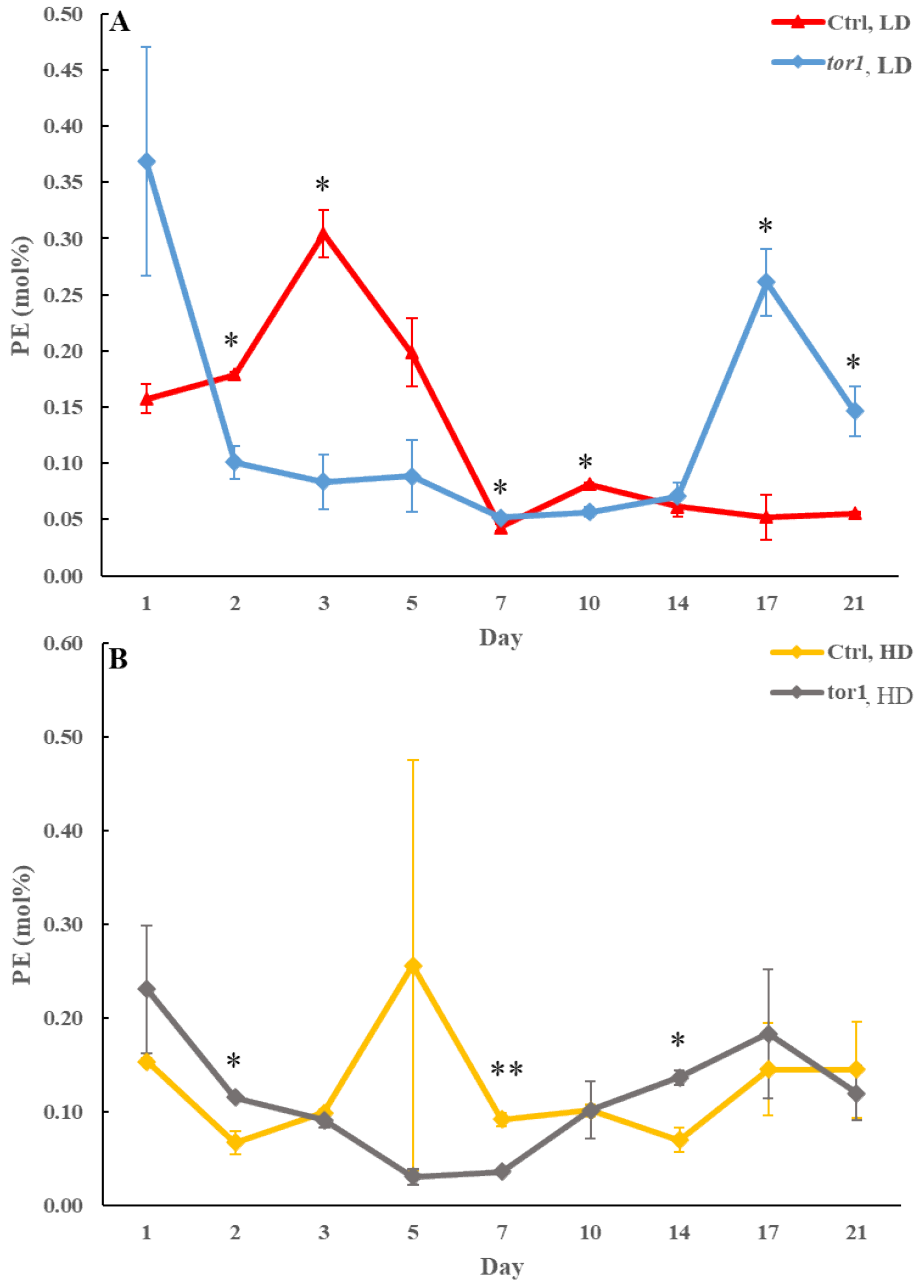 A
Ctrl, LD
tor1, LD
0.50
0.45
0.40
0.35
0.30
0.25
0.20
0.15
0.10
0.05
0.00
PE (mol%)
* * * * * *
1 2 3 5 7 10 14 17 21
Day
B
Ctrl, HD
tor1, HD
0.60
0.50
0.40
0.30
0.20
0.10
0.00
PE (mol%)
* ** *
1 2 3 5 7 10 14 17 21
Day